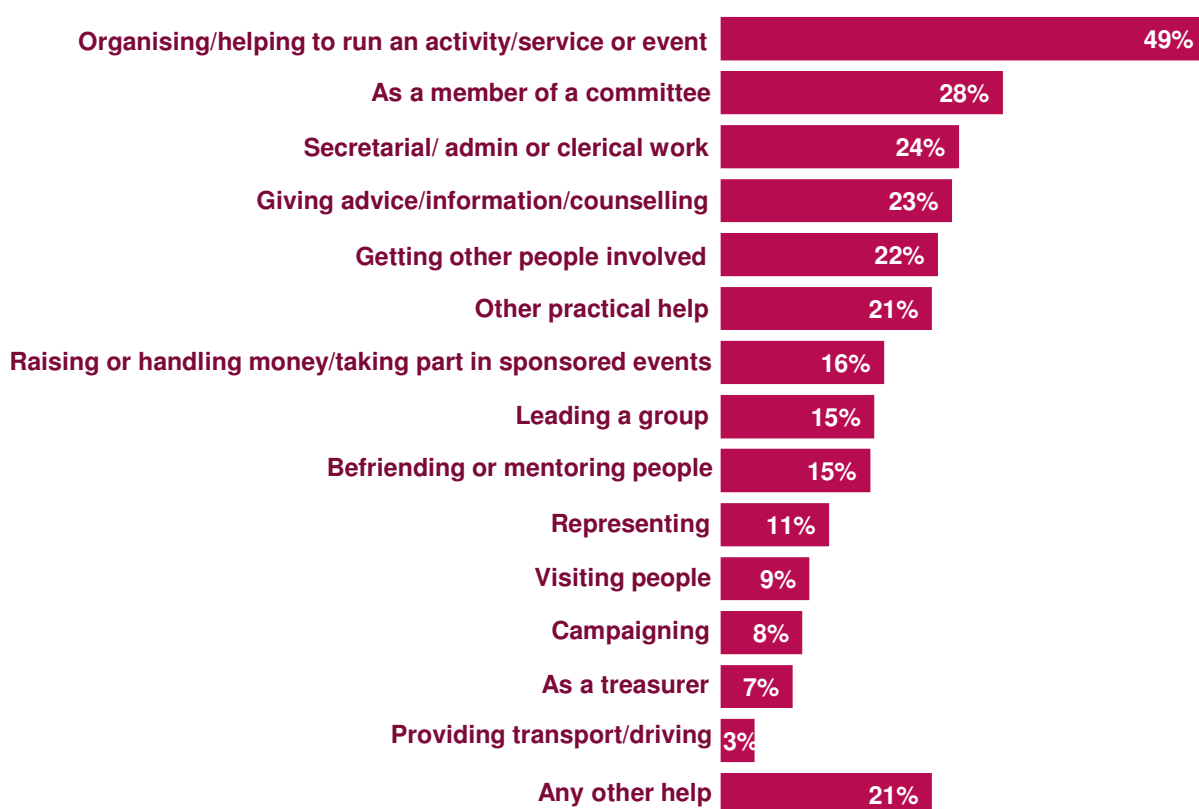 Organising/helping to run an activity/service or event 49%
As a member of a committee 28%
Secretarial/ admin or clerical work 24%
Giving advice/information/counselling 23%
Getting other people involved 22%
Other practical help 21%
Raising or handling money/taking part in sponsored events 16%
Leading a group 15%
Befriending or mentoring people 15%
Representing 11%
Visiting people 9%
Campaigning 8%
As a treasurer 7%
Providing transport/driving 3%
Any other help 21%